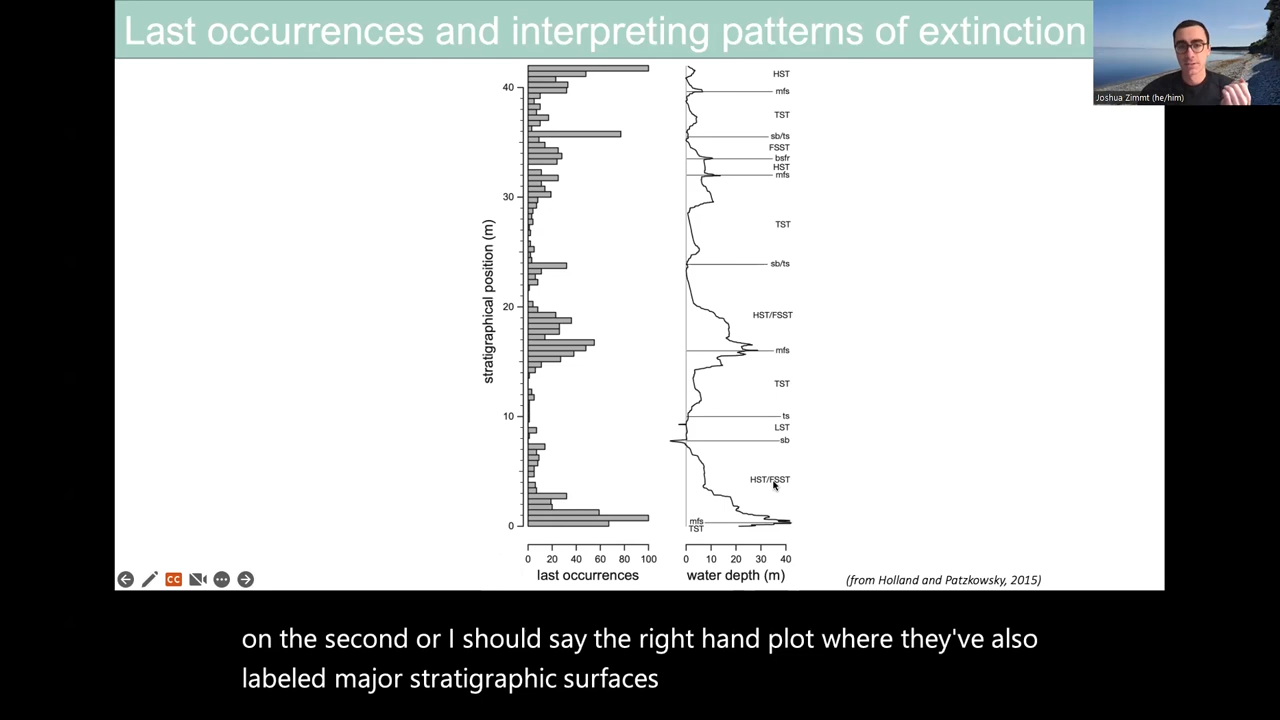 Last occurrences and interpreting patterns of extinction
Joshua Zimmt (he/him)
stratigraphical position (m)
40
30
20
10
0
HST
mfs
TST
sb/ts
FSST
bsfr
HST
mfs
TST
sb/ts
HST/FSST
mfs
TST
ts
LST
sb
HST/FSST
mfs
TST
0 20 40 60 80 100
last occurrences
0 10 20 30 40
water depth (m)
(from Holland and Patzkowsky, 2015)
CC
on the second or I should say the right hand plot where they've also
labeled major stratigraphic surfaces